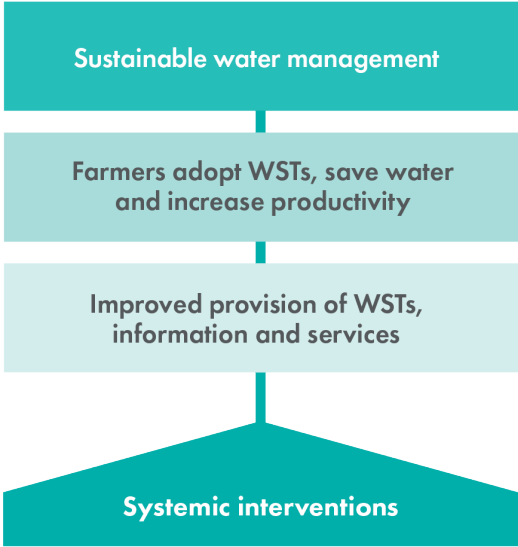 Sustainable water management
Farmers adopt WSTs, save water
and increase productivity
Improved provision of WSTs,
information and services
Systemic interventions